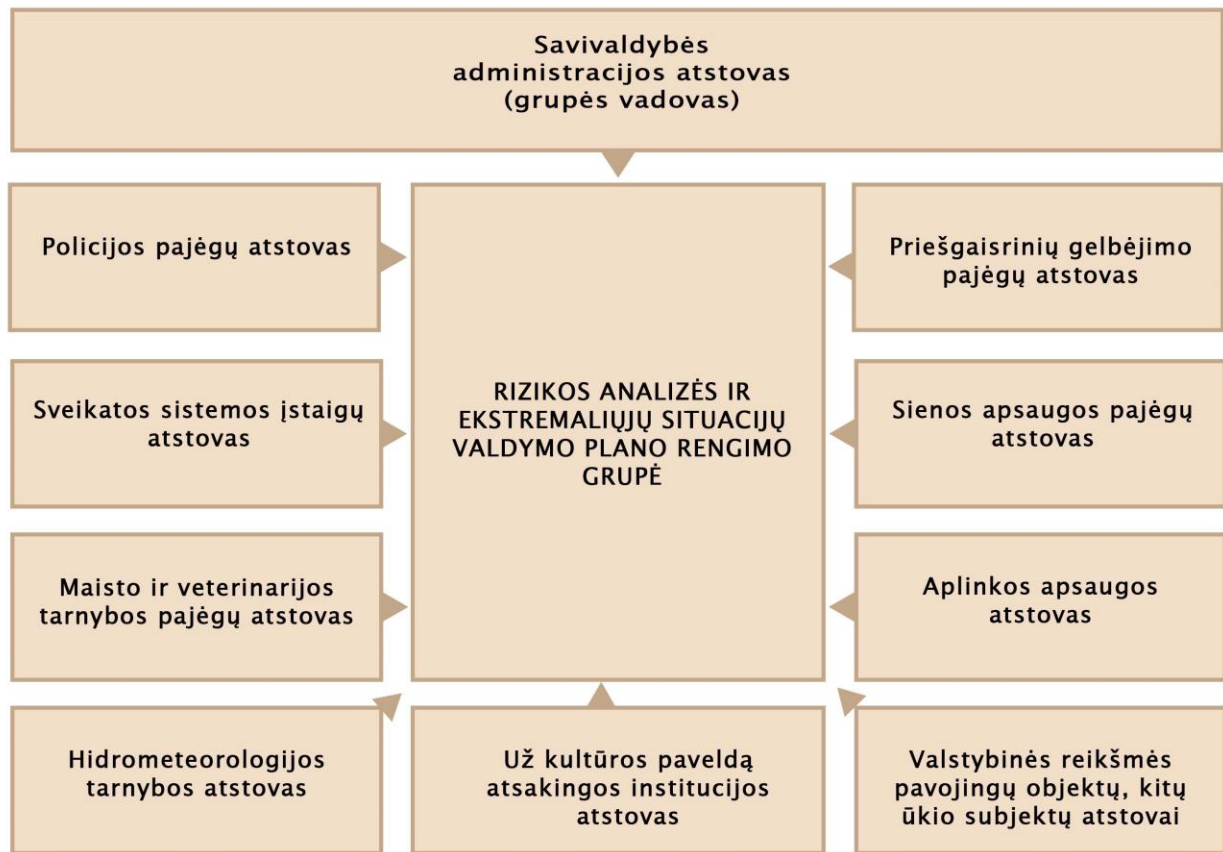 Savivaldybės
administracijos atstovas
(grupės vadovas)
Policijos pajėgų atstovas
Priešgaisrinių gelbėjimo
pajėgų atstovas
Sveikatos sistemos įstaigų
atstovas
RIZIKOS ANALIZĖS IR
EKSTREMALIŲJŲ SITUACIJŲ
VALDYMO PLANO RENGIMO
GRUPĖ
Sienos apsaugos pajėgų
atstovas
Maisto ir veterinarijos
tarnybos pajėgų atstovas
Aplinkos apsaugos
atstovas
Hidrometeorologijos
tarnybos atstovas
Už kultūros paveldą
atsakingos institucijos
atstovas
Valstybinės reikšmės
pavojingų objektų, kitų
ūkio subjektų atstovai